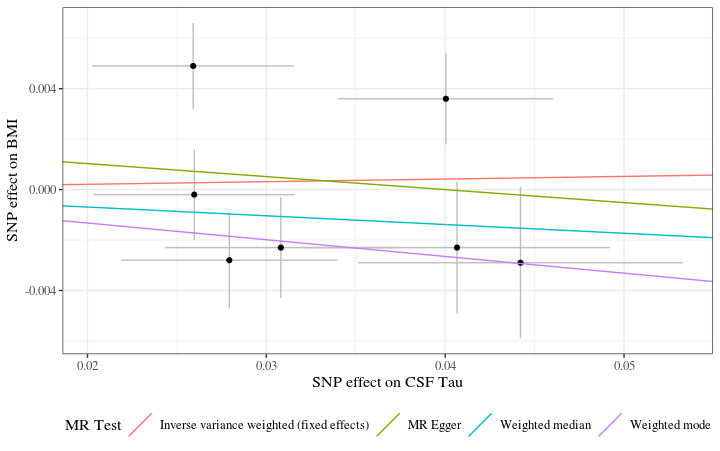 SNP effect on BMI
0.004
0.000
-0.004
0.02 0.03 0.04 0.05
SNP effect on CSF Tau
MR Test Inverse variance weighted (fixed effects) MR Egger Weighted median Weighted mode